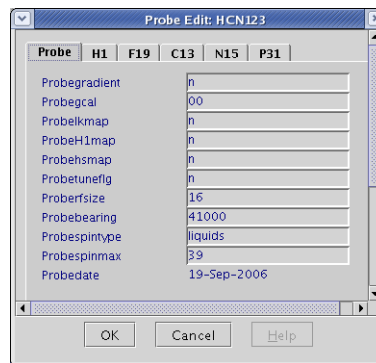 Probe Edit: HCN123
Probe H1 F19 C13 N15 P31
Probegradient n
Probegcal 00
Probelkmap n
ProbeH1map n
Probehsmap n
Probetuneflg n
Proberfsize 16
Probebearing 41000
Probespintype liquids
Probespinmax 39
Probedate 19-Sep-2006
OK Cancel Help